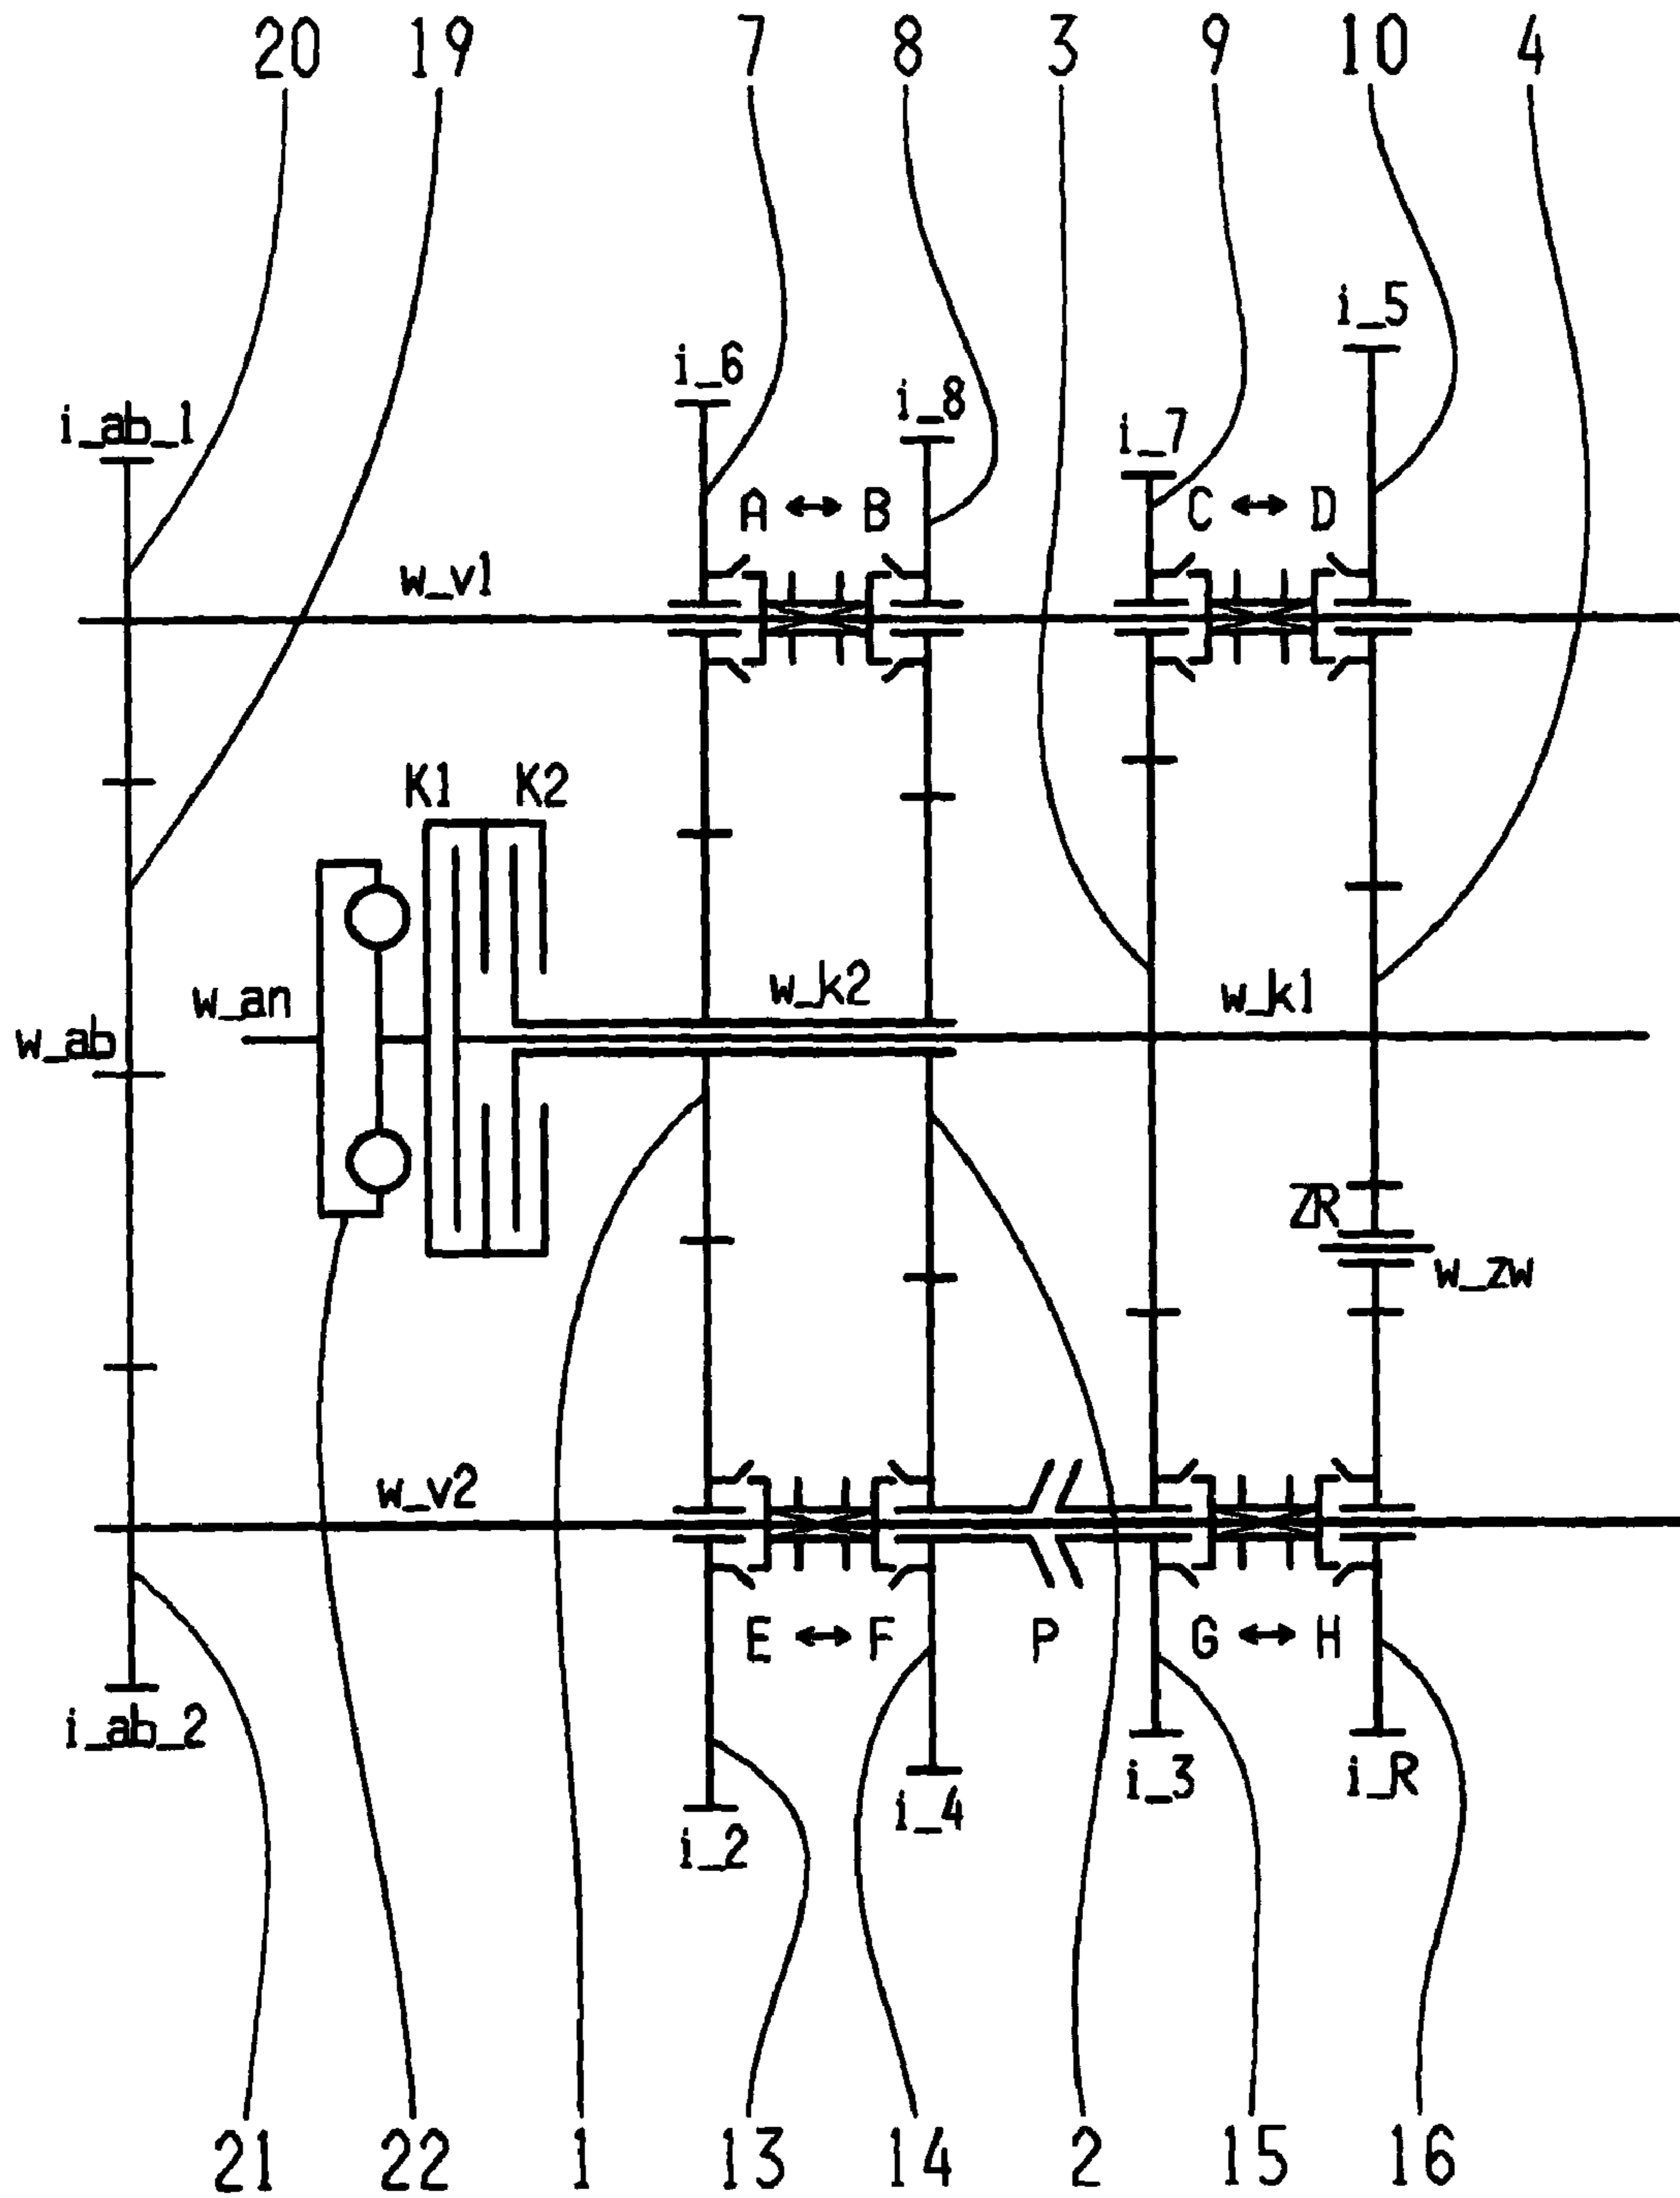 20 19 7 8 3 9 10 4
i_5
i_6
i_8
i_ab_1
i_7
A B C D
w_v1
K1 K2
w_k2
w_an
w_k1
w_ab
ZR
w_zw
w_v2
E F P G H
i_ab_2
i_3 i_R
i_4
i_2
21 22 1 13 14 2 15 16